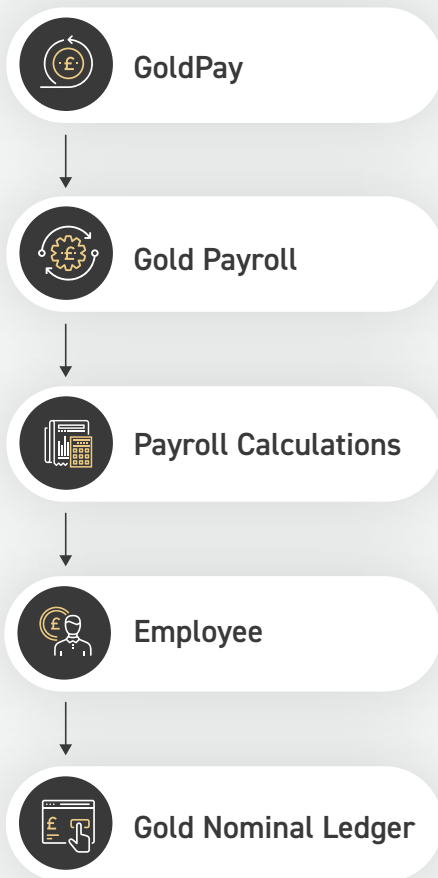 £
GoldPay
£
Gold Payroll
Payroll Calculations
£
Employee
£
Gold Nominal Ledger